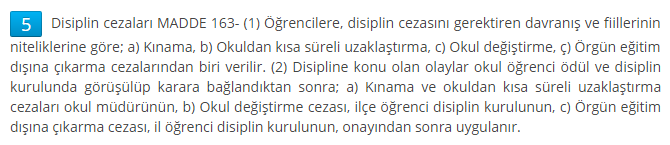 5 Disiplin cezaları MADDE 163- (1) Öğrencilere, disiplin cezasını gerektiren davranış ve fiillerinin
niteliklerine göre; a) Kınama, b) Okuldan kısa süreli uzaklaştırma, c) Okul değiştirme, ç) Örgün eğitim
dışına çıkarma cezalarından biri verilir. (2) Disipline konu olan olaylar okul öğrenci ödül ve disiplin
kurulunda görüşülüp karara bağlandıktan sonra; a) Kınama ve okuldan kısa süreli uzaklaştırma
cezaları okul müdürünün, b) Okul değiştirme cezası, ilçe öğrenci disiplin kurulunun, c) Örgün eğitim
dışına çıkarma cezası, il öğrenci disiplin kurulunun, onayından sonra uygulanır.